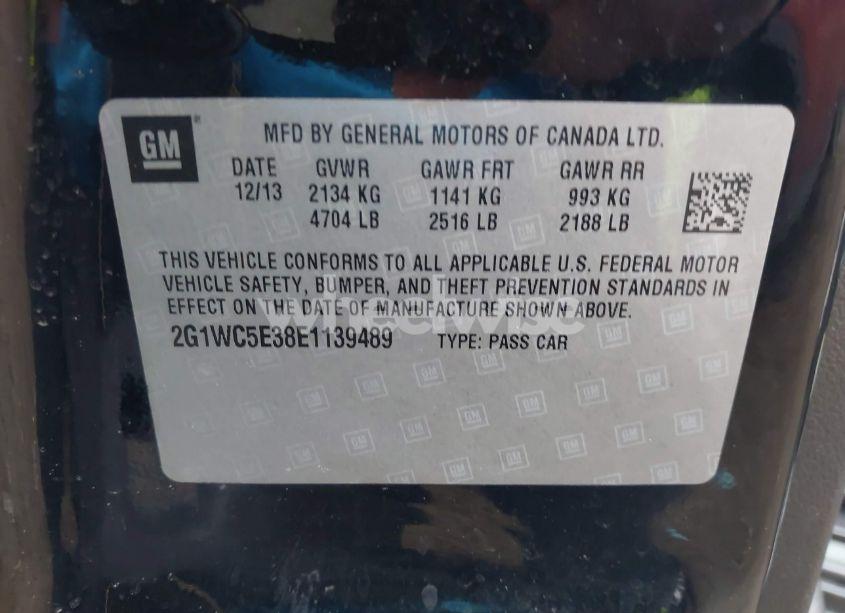 GM
MFD BY GENERAL MOTORS OF CANADA LTD.
DATE GVWR GAWR FRT GAWR RR
12/13 2134 KG 1141 KG 993 KG
4704 LB 2516 LB 2188 LB
THIS VEHICLE CONFORMS TO ALL APPLICABLE U.S. FEDERAL MOTOR
VEHICLE SAFETY, BUMPER, AND THEFT PREVENTION STANDARDS IN
EFFECT ON THE DATE OF MANUFACTURE SHOWN ABOVE.
wheelwise
2G1WC5E38E1139489 TYPE: PASS CAR